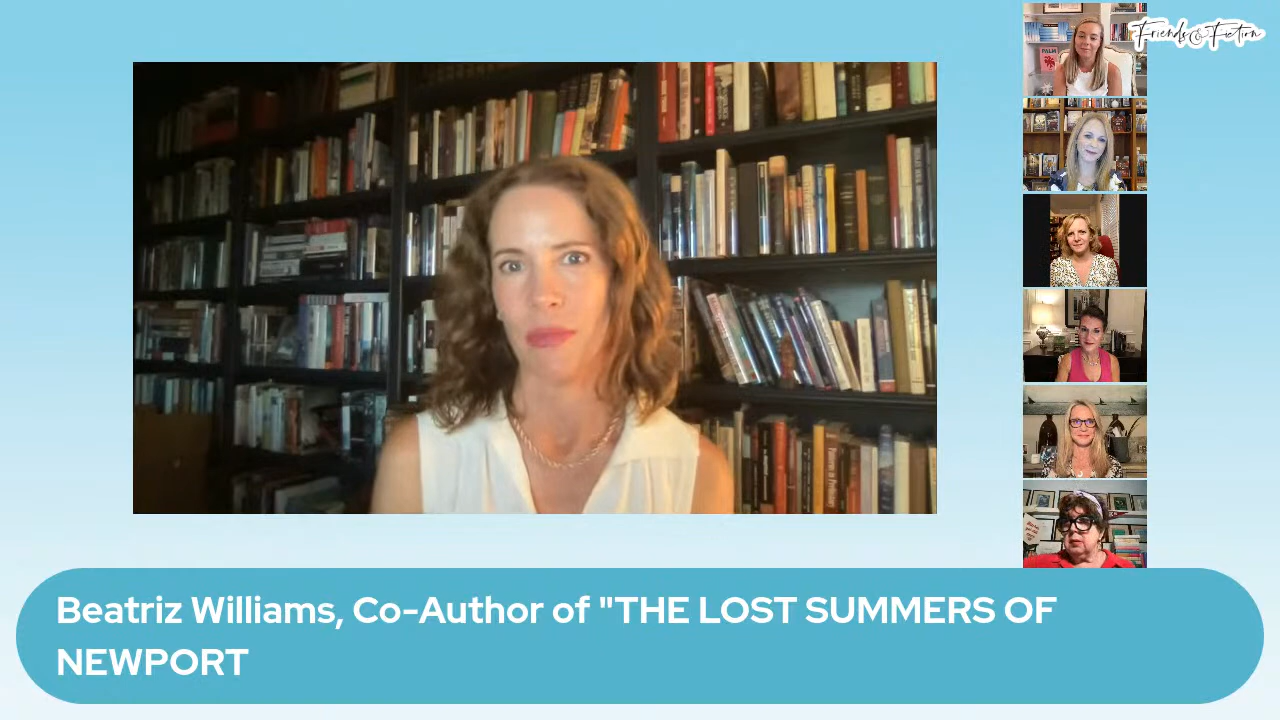 Friends & Fiction
Beatriz Williams, Co-Author of "THE LOST SUMMERS OF
NEWPORT